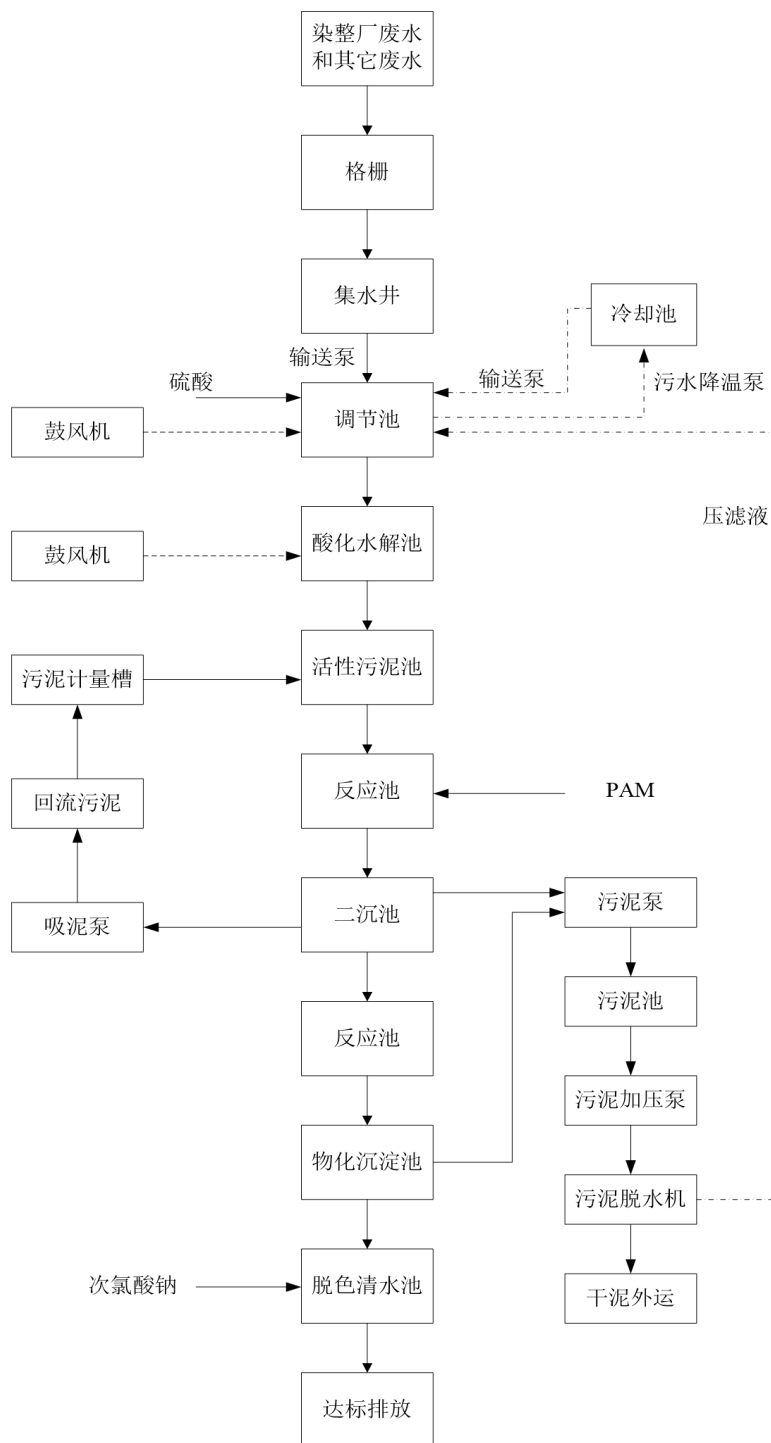 染整厂废水
和其它废水
格栅
集水井
冷却池
输送泵
输送泵
污水降温泵
硫酸
调节池
鼓风机
压滤液
鼓风机
酸化水解池
污泥计量槽
活性污泥池
回流污泥
反应池
PAM
吸泥泵
二沉池
污泥泵
污泥池
反应池
污泥加压泵
物化沉淀池
污泥脱水机
次氯酸钠
脱色清水池
干泥外运
达标排放